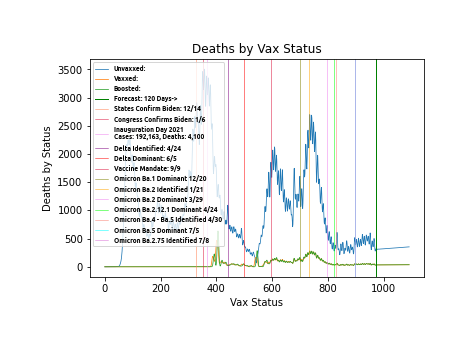 Deaths by Vax Status
Deaths by Vax Status
3500
3000
2500
2000
1500
1000
500
0
Unvaxxed:
Vaxxed:
Boosted:
Forecast: 120 Days->
States Confirm Biden: 12/14
Congress Confirms Biden: 1/6
Inauguration Day 2021
Cases: 192,163, Deaths: 4,100
Delta Identified: 4/24
Delta Dominant: 6/5
Vaccine Mandate: 9/9
Omicron Ba.1 Dominant 12/20
Omicron Ba.2 Identified 1/21
Omicron Ba.2 Dominant 3/29
Omicron Ba.2.12.1 Dominant 4/24
Omicron Ba.4 - Ba.5 Identified 4/30
Omicron Ba.5 Dominant 7/5
Omicron Ba.2.75 Identified 7/8
0
200
400
600
800
1000
Vax Status